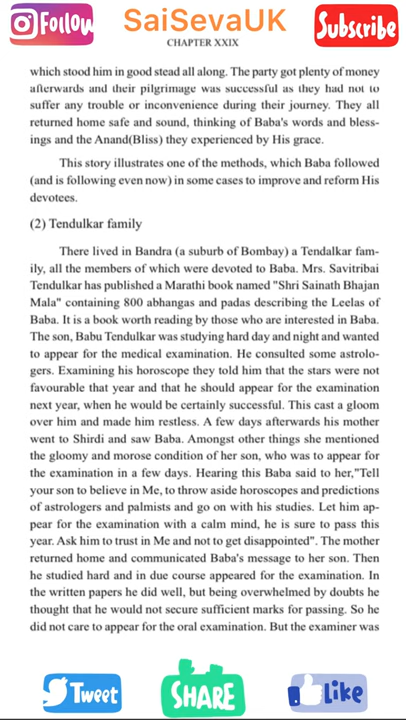 Follow
SaiSevaUK
Subscribe
CHAPTER XXIX
which stood him in good stead all along. The party got plenty of money
afterwards and their pilgrimage was successful as they had not to
suffer any trouble or inconvenience during their journey. They all
returned home safe and sound, thinking of Baba's words and bless-
ings and the Anand(Bliss) they experienced by His grace.
This story illustrates one of the methods, which Baba followed
(and is following even now) in some cases to improve and reform His
devotees.
(2) Tendulkar family
There lived in Bandra (a suburb of Bombay) a Tendalkar fam-
ily, all the members of which were devoted to Baba. Mrs. Savitribai
Tendulkar has published a Marathi book named "Shri Sainath Bhajan
Mala" containing 800 abhangas and padas describing the Leelas of
Baba. It is a book worth reading by those who are interested in Baba.
The son, Babu Tendulkar was studying hard day and night and wanted
to appear for the medical examination. He consulted some astrolo-
gers. Examining his horoscope they told him that the stars were not
favourable that year and that he should appear for the examination
next year, when he would be certainly successful. This cast a gloom
over him and made him restless. A few days afterwards his mother
went to Shirdi and saw Baba. Amongst other things she mentioned
the gloomy and morose condition of her son, who was to appear for
the examination in a few days. Hearing this Baba said to her,"Tell
your son to believe in Me, to throw aside horoscopes and predictions
of astrologers and palmists and go on with his studies. Let him ap-
pear for the examination with a calm mind, he is sure to pass this
year. Ask him to trust in Me and not to get disappointed". The mother
returned home and communicated Baba's message to her son. Then
he studied hard and in due course appeared for the examination. In
the written papers he did well, but being overwhelmed by doubts he
thought that he would not secure sufficient marks for passing. So he
did not care to appear for the oral examination. But the examiner was
Tweet
SHARE
Like